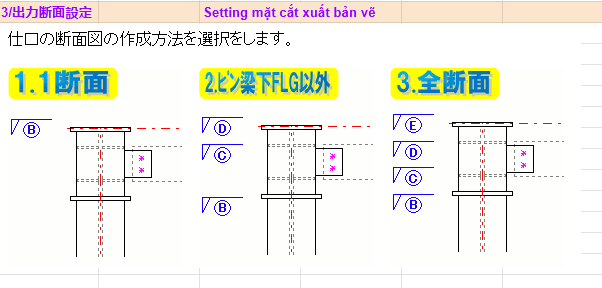 3/出力断面設定 Setting mặt cắt xuất bản vẽ
仕口の断面図の作成方法を選択をします。
1.1断面 2.ピン梁下FLG以外 3.全断面
B D C B E D C B
** ** **